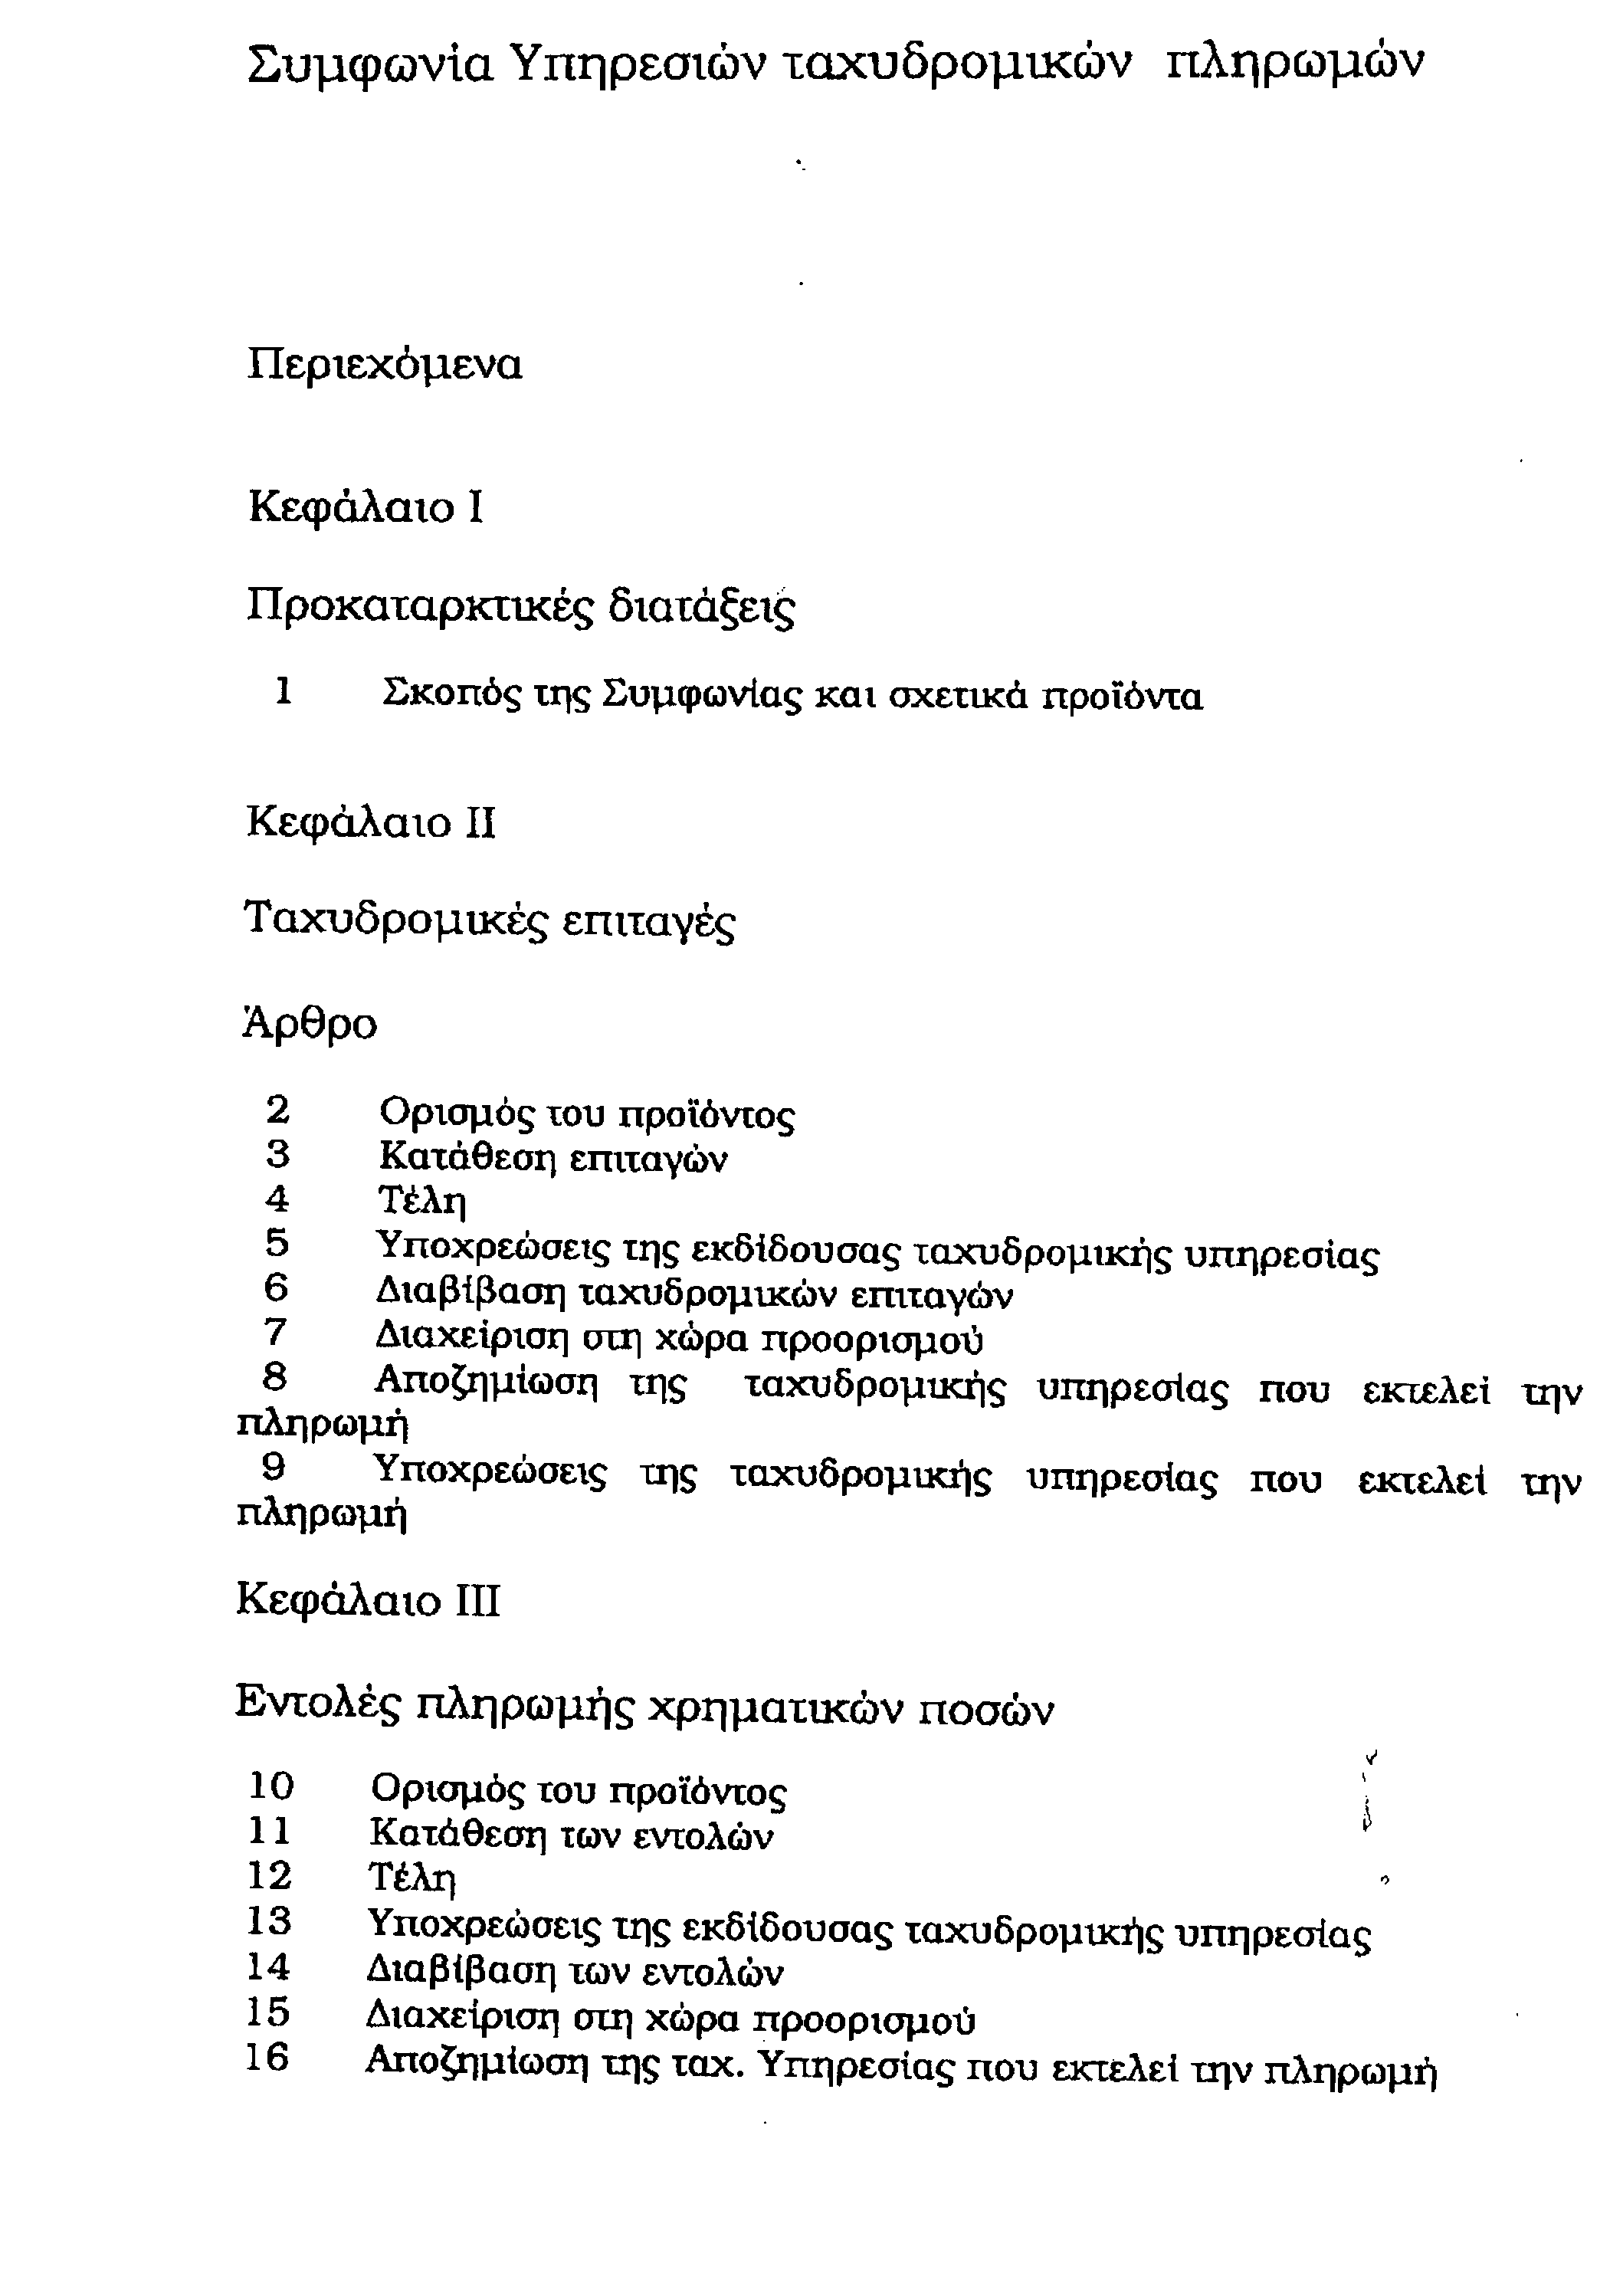 Συμφωνία Υπηρεσιών ταχυδρομικών πληρωμών
Περιεχόμενα
Κεφάλαιο Ι
Προκαταρκτικές διατάξεις
1 Σκοπός της Συμφωνίας και σχετικά προϊόντα
Κεφάλαιο ΙΙ
Ταχυδρομικές επιταγές
Άρθρο
2 Ορισμός του προϊόντος
3 Κατάθεση επιταγών
4 Τέλη
5 Υποχρεώσεις της εκδίδουσας ταχυδρομικής υπηρεσίας
6 Διαβίβαση ταχυδρομικών επιταγών
7 Διαχείριση στη χώρα προορισμού
8 Αποζημίωση της ταχυδρομικής υπηρεσίας που εκτελεί την
πληρωμή
9 Υποχρεώσεις της ταχυδρομικής υπηρεσίας που εκτελεί την
πληρωμή
Κεφάλαιο ΙΙΙ
Εντολές πληρωμής χρηματικών ποσών
10 Ορισμός του προϊόντος
11 Κατάθεση των εντολών
12 Τέλη
13 Υποχρεώσεις της εκδίδουσας ταχυδρομικής υπηρεσίας
14 Διαβίβαση των εντολών
15 Διαχείριση στη χώρα προορισμού
16 Αποζημίωση της ταχ. Υπηρεσίας που εκτελεί την πληρωμή